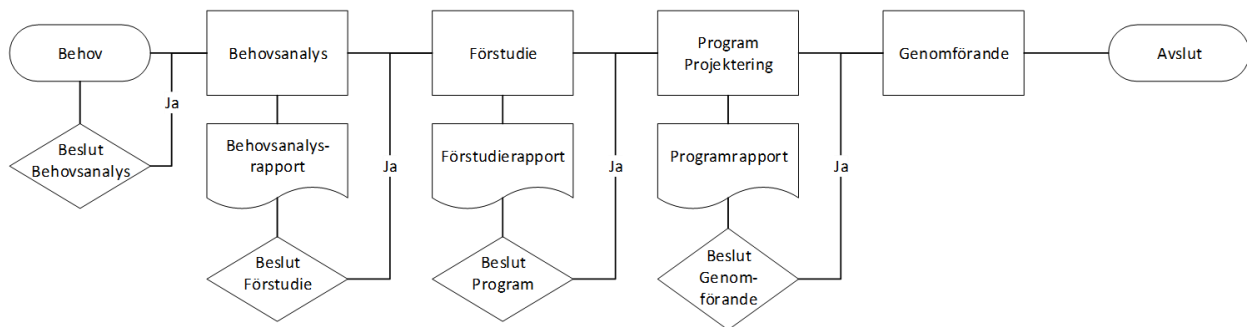 Behov
Behovsanalys
Förstudie
Program
Projektering
Genomförande
Avslut
Ja
Beslut
Behovsanalys
Behovsanalys-
rapport
Ja
Förstudierapport
Ja
Programrapport
Ja
Beslut
Förstudie
Beslut
Program
Beslut
Genom-
förande